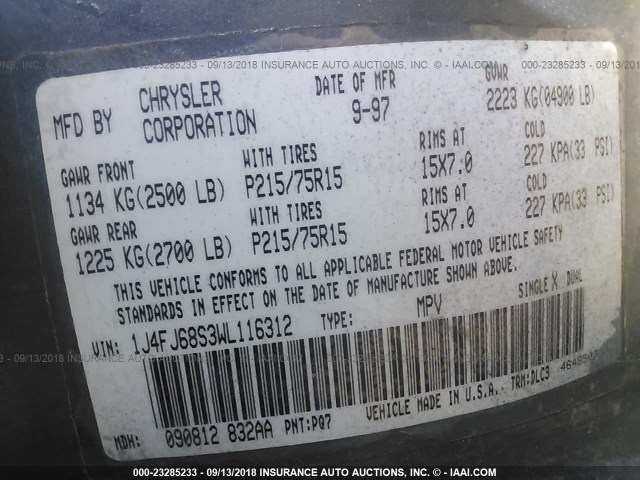 000-23285233 - 09/13/2018 INSURANCE AUTO AUCTIONS, INC. © - IAAI.COM
MFD BY CHRYSLER CORPORATION DATE OF MFR 9-97 GVWR 2223 KG(04900 LB)
GAWR FRONT WITH TIRES RIMS AT COLD
1134 KG(2500 LB) P215/75R15 15X7.0 227 KPA(33 PSI)
GAWR REAR WITH TIRES RIMS AT COLD
1225 KG(2700 LB) P215/75R15 15X7.0 227 KPA(33 PSI)
THIS VEHICLE CONFORMS TO ALL APPLICABLE FEDERAL MOTOR VEHICLE SAFETY
STANDARDS IN EFFECT ON THE DATE OF MANUFACTURE SHOWN ABOVE.
VIN: 1J4FJ68S3WL116312 TYPE: MPV SINGLE X DUAL
MDH: 090812 832AA PNT:PQ7 VEHICLE MADE IN U.S.A. TRM:DLC3
000-23285233 - 09/13/2018 INSURANCE AUTO AUCTIONS, INC. © - IAAI.COM